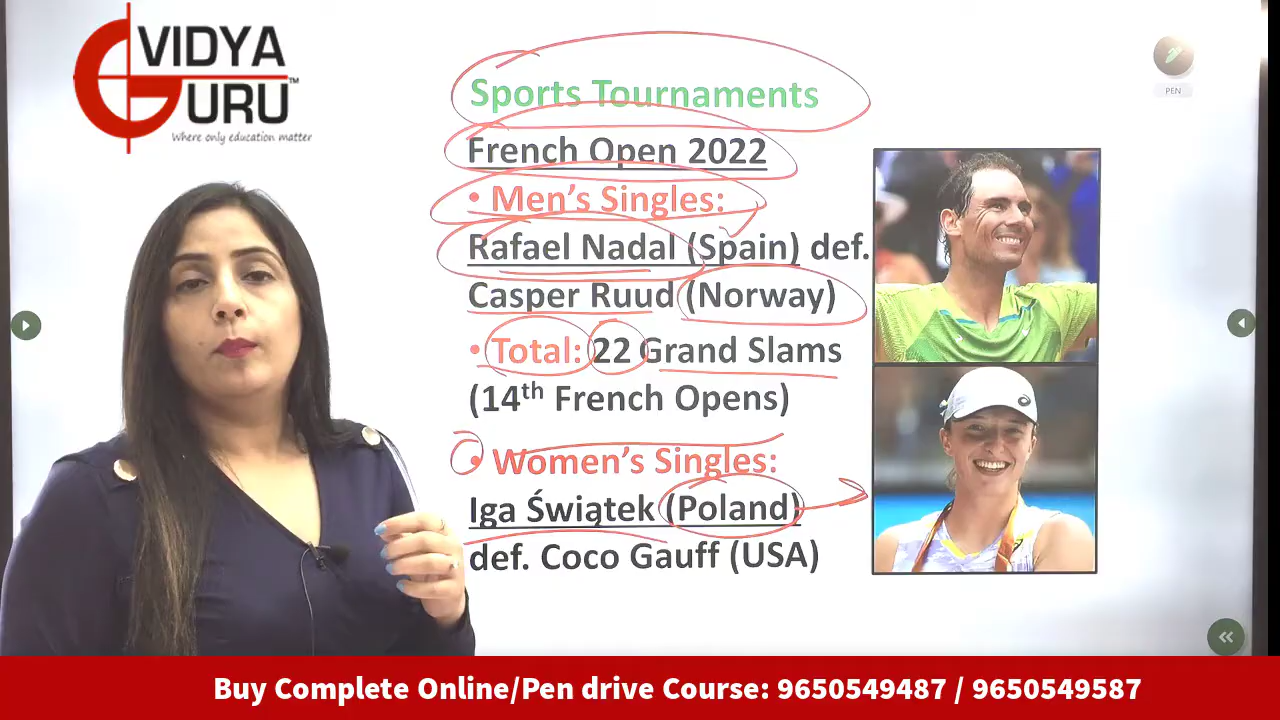 VIDYA
GURU™
Where only education matter
Sports Tournaments
PEN
French Open 2022
• Men's Singles:
Rafael Nadal (Spain) def.
Casper Ruud (Norway)
• Total: 22 Grand Slams
(14th French Opens)
• Women's Singles:
Iga Świątek (Poland)
def. Coco Gauff (USA)
Buy Complete Online/Pen drive Course: 9650549487 / 9650549587